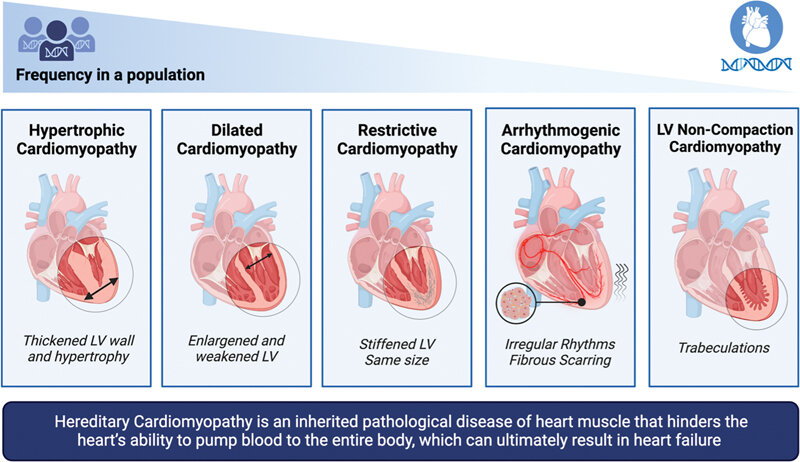 Frequency in a population
Hypertrophic
Cardiomyopathy
Thickened LV wall
and hypertrophy
Dilated
Cardiomyopathy
Enlargened and
weakened LV
Restrictive
Cardiomyopathy
Stiffened LV
Same size
Arrhythmogenic
Cardiomyopathy
Irregular Rhythms
Fibrous Scarring
LV Non-Compaction
Cardiomyopathy
Trabeculations
Hereditary Cardiomyopathy is an inherited pathological disease of heart muscle that hinders the
heart's ability to pump blood to the entire body, which can ultimately result in heart failure